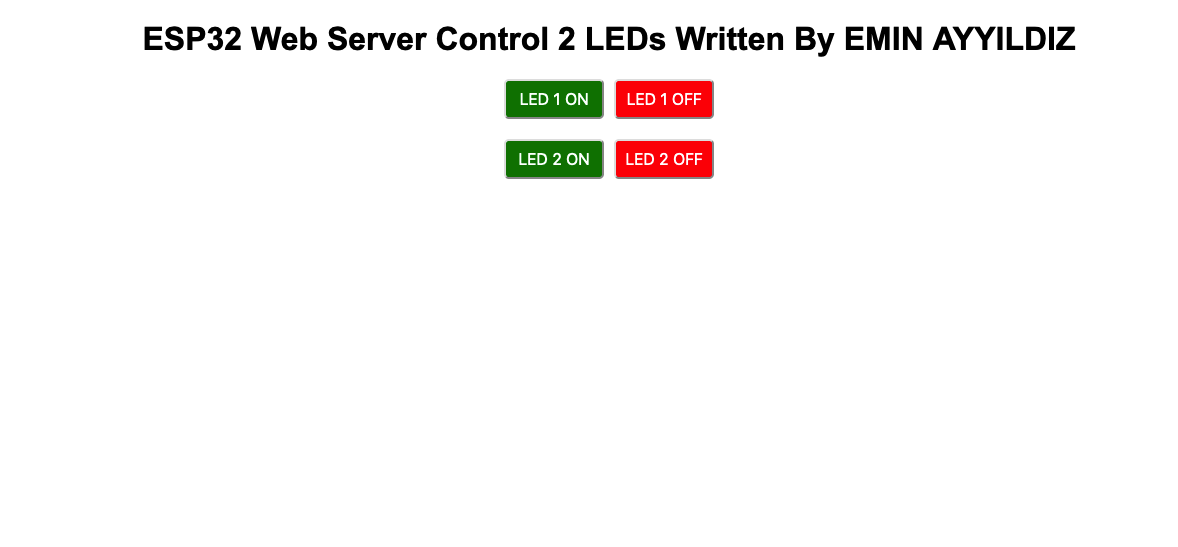 ESP32 Web Server Control 2 LEDs Written By EMIN AYYILDIZ
LED 1 ON LED 1 OFF
LED 2 ON LED 2 OFF